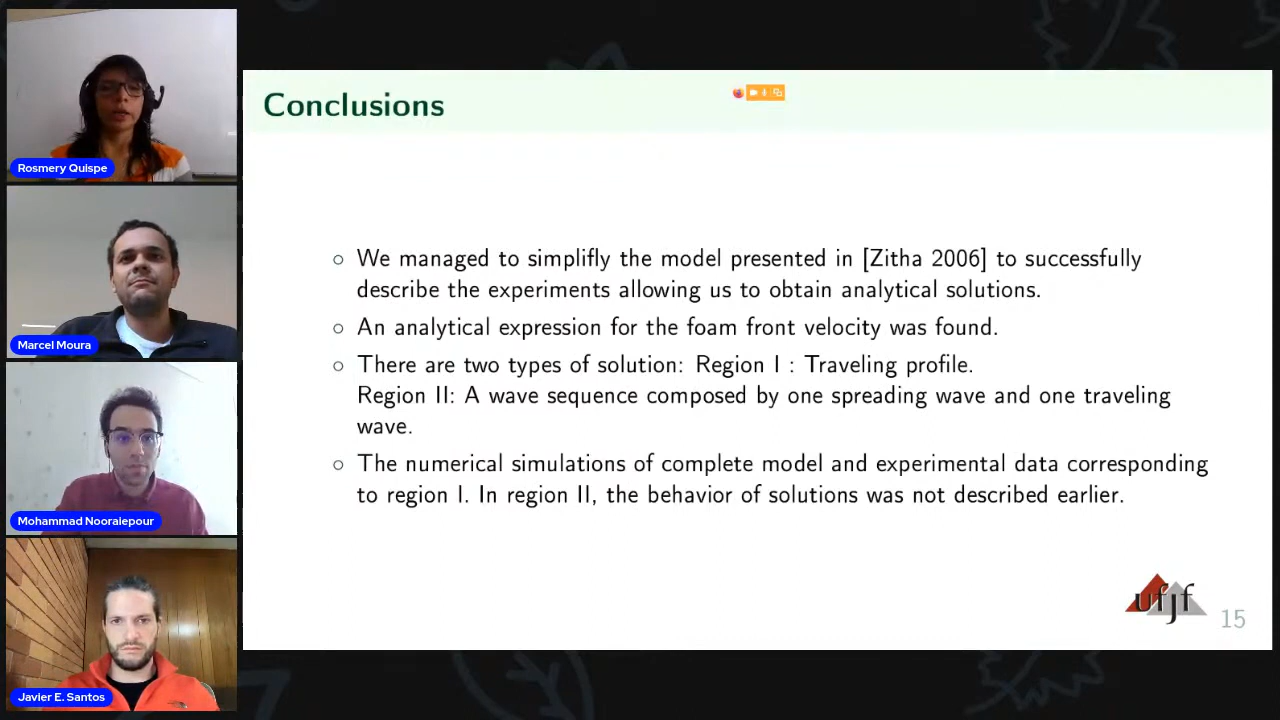 Rosmery Quispe
Marcel Moura
Mohammad Nooraiepour
Javier E. Santos
Conclusions
We managed to simplifly the model presented in [Zitha 2006] to successfully
describe the experiments allowing us to obtain analytical solutions.
An analytical expression for the foam front velocity was found.
There are two types of solution: Region I : Traveling profile.
Region II: A wave sequence composed by one spreading wave and one traveling
wave.
The numerical simulations of complete model and experimental data corresponding
to region I. In region II, the behavior of solutions was not described earlier.
ufjf
15